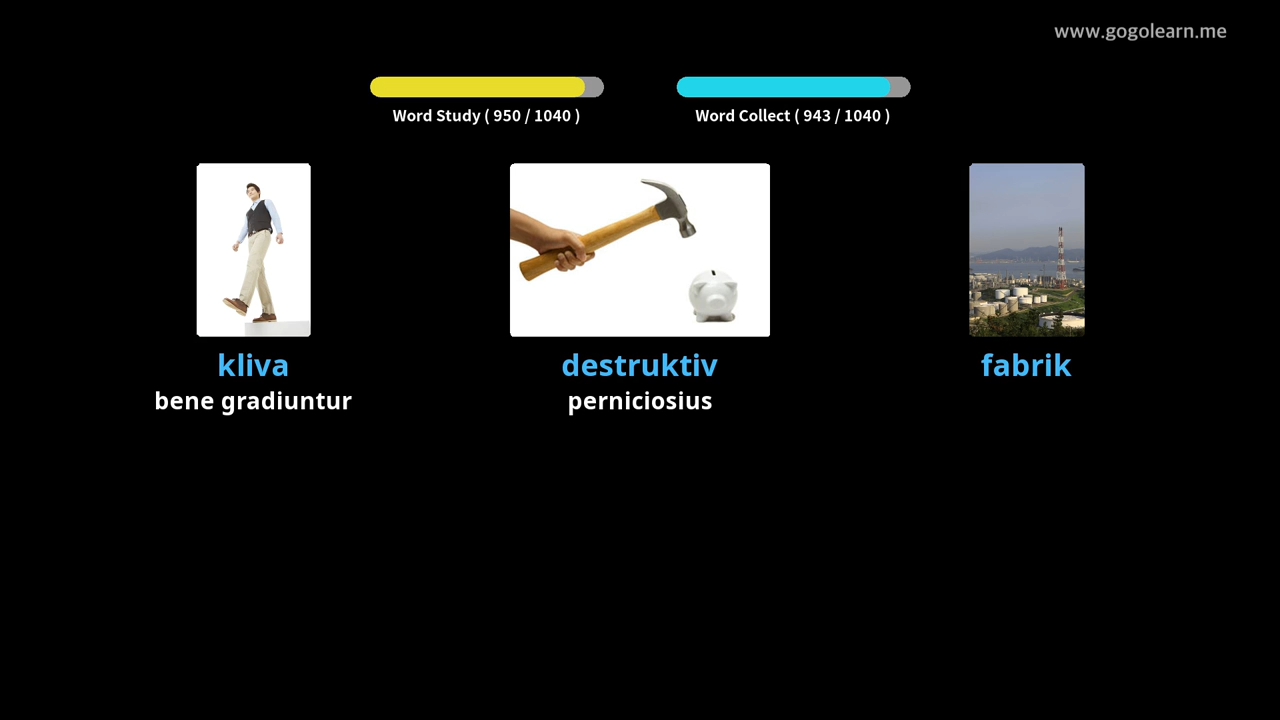 www.gogolearn.me
Word Study ( 950 / 1040 )
Word Collect ( 943 / 1040 )
kliva
bene gradiuntur
destruktiv
perniciosius
fabrik